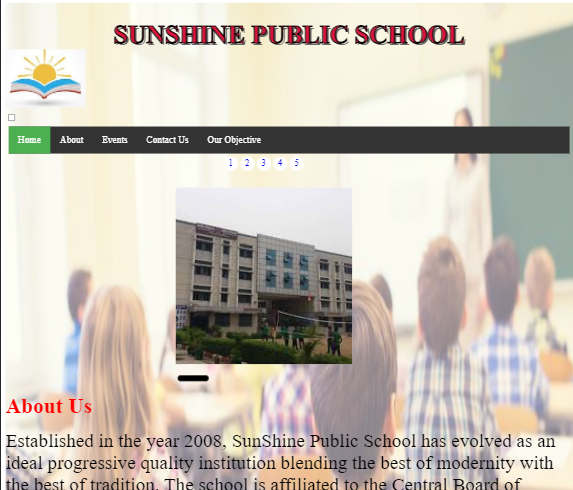 SUNSHINE PUBLIC SCHOOL
Home About Events Contact Us Our Objective
1 2 3 4 5
About Us
Established in the year 2008, SunShine Public School has evolved as an
ideal progressive quality institution blending the best of modernity with
the best of tradition. The school is affiliated to the Central Board of